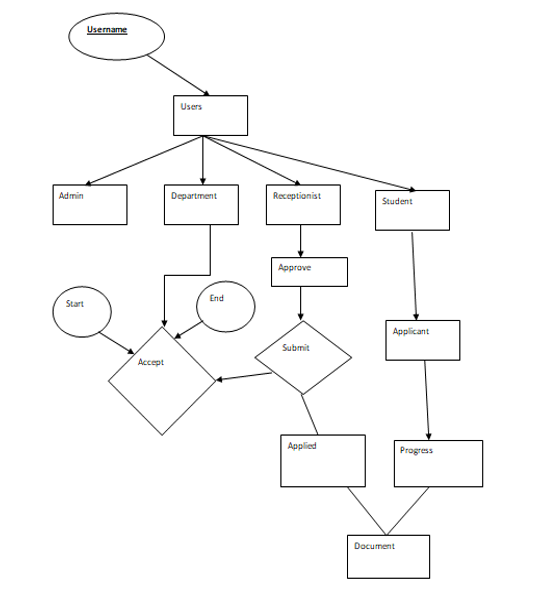 Username
Users
Admin
Department
Receptionist
Student
Approve
Start
End
Applicant
Submit
Accept
Applied
Progress
Document